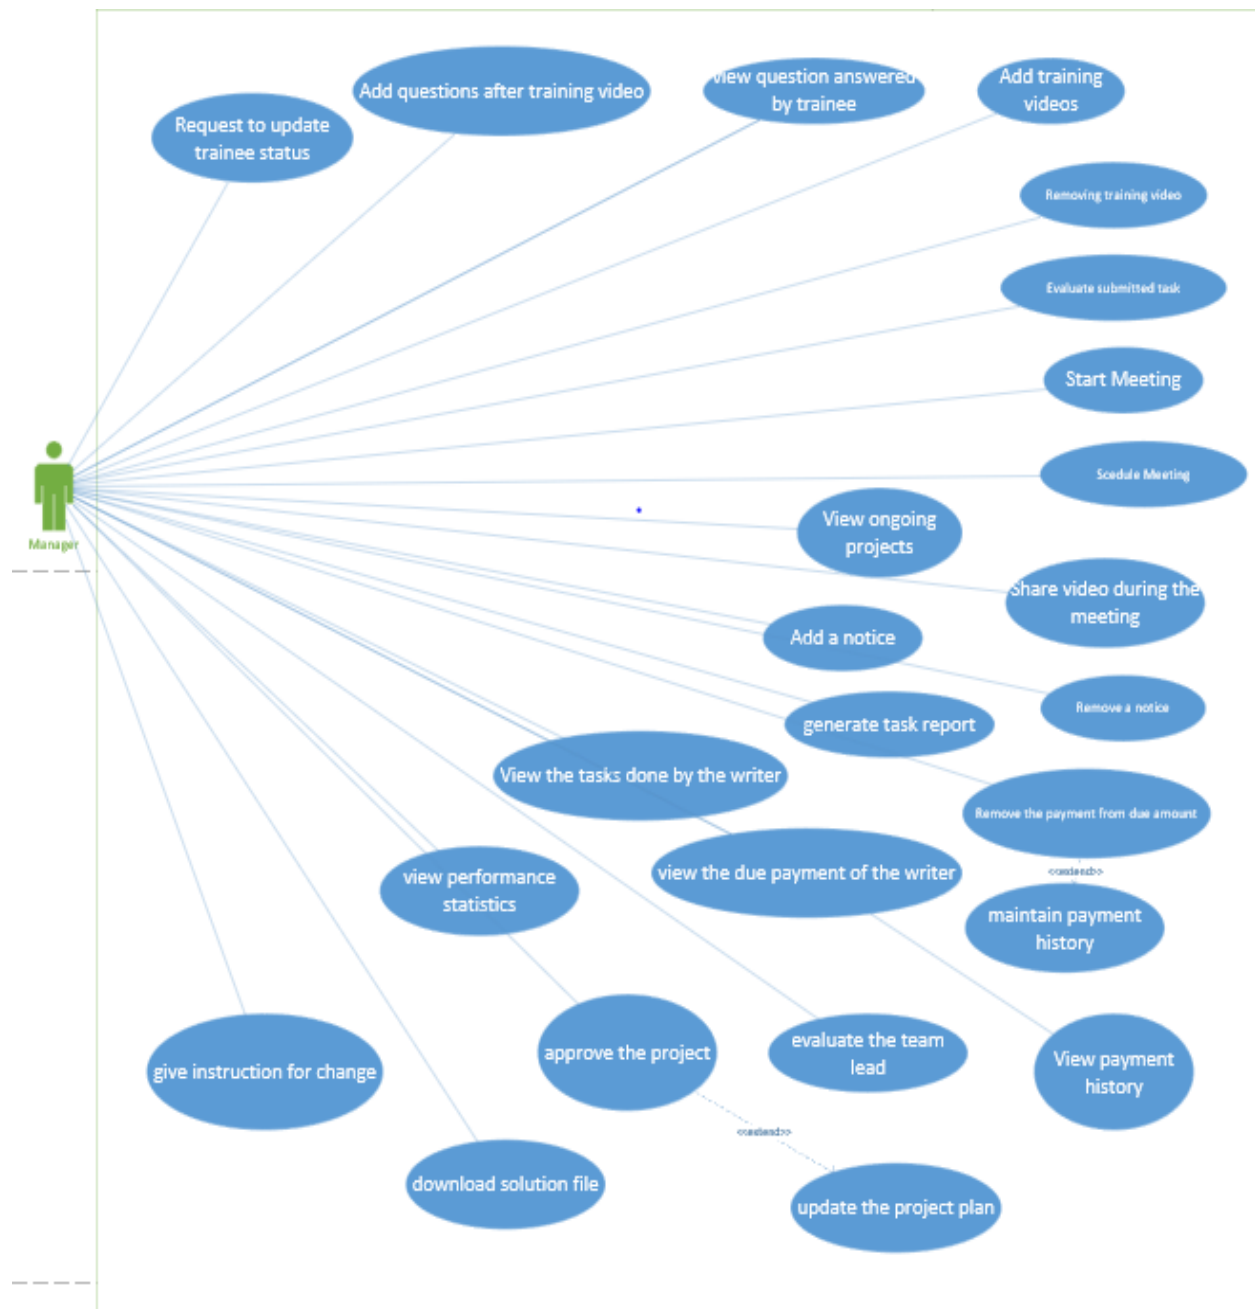 Add questions after training video
View question answered
by trainee
Add training
videos
Request to update
trainee status
Removing training video
Evaluate submitted task
Start Meeting
Scedule Meeting
Manager
View ongoing
projects
Share video during the
meeting
Add a notice
Remove a notice
generate task report
View the tasks done by the writer
Remove the payment from due amount
view the due payment of the writer
<<extend>>
view performance
statistics
maintain payment
history
give instruction for change
approve the project
evaluate the team
lead
View payment
history
<<extend>>
download solution file
update the project plan